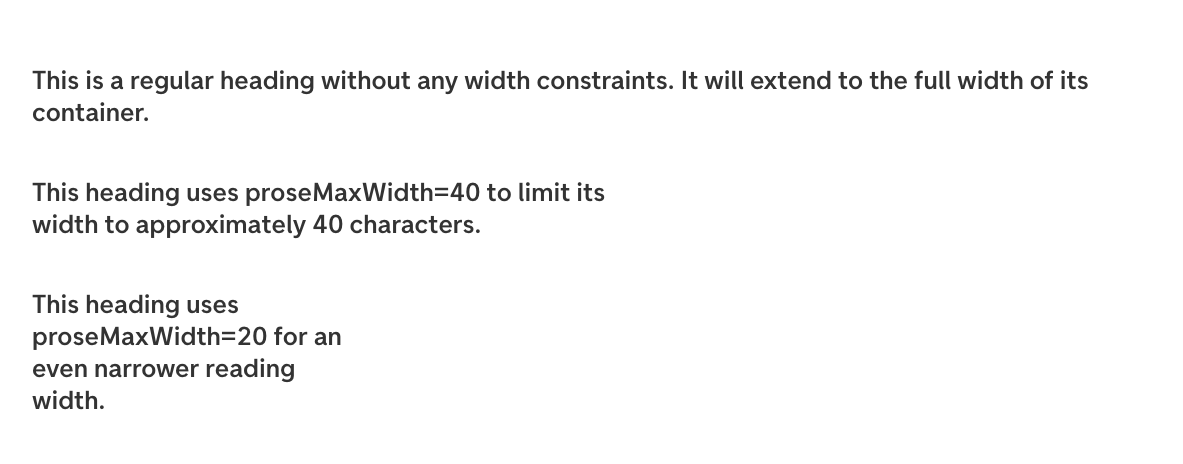 This is a regular heading without any width constraints. It will extend to the full width of its
container.
This heading uses proseMaxWidth=40 to limit its
width to approximately 40 characters.
This heading uses
proseMaxWidth=20 for an
even narrower reading
width.